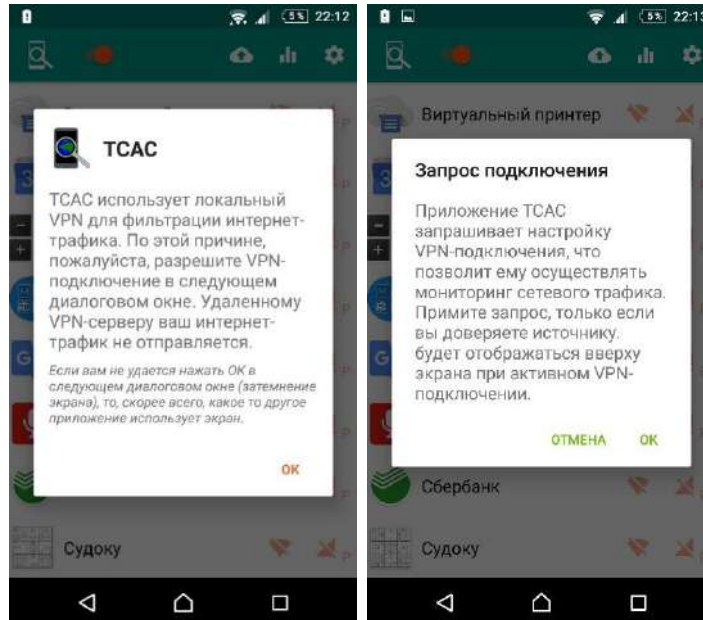 5%
22:12
TCAC
TCAC использует локальный
VPN для фильтрации интернет-
трафика. По этой причине,
пожалуйста, разрешите VPN-
подключение в следующем
диалоговом окне. Удаленному
VPN-серверу ваш интернет-
трафик не отправляется.
Если вам не удается нажать ОК в
следующем диалоговом окне (затемнение
экрана), то, скорее всего, какое то другое
приложение использует экран.
ОК
Судоку
5%
22:13
Виртуальный принтер
Запрос подключения
Приложение TCAC
запрашивает настройку
VPN-подключения, что
позволит ему осуществлять
мониторинг сетевого трафика.
Примите запрос, только если
вы доверяете источнику.
будет отображаться вверху
экрана при активном VPN-
подключении.
ОТМЕНА
ОК
Сбербанк
Судоку